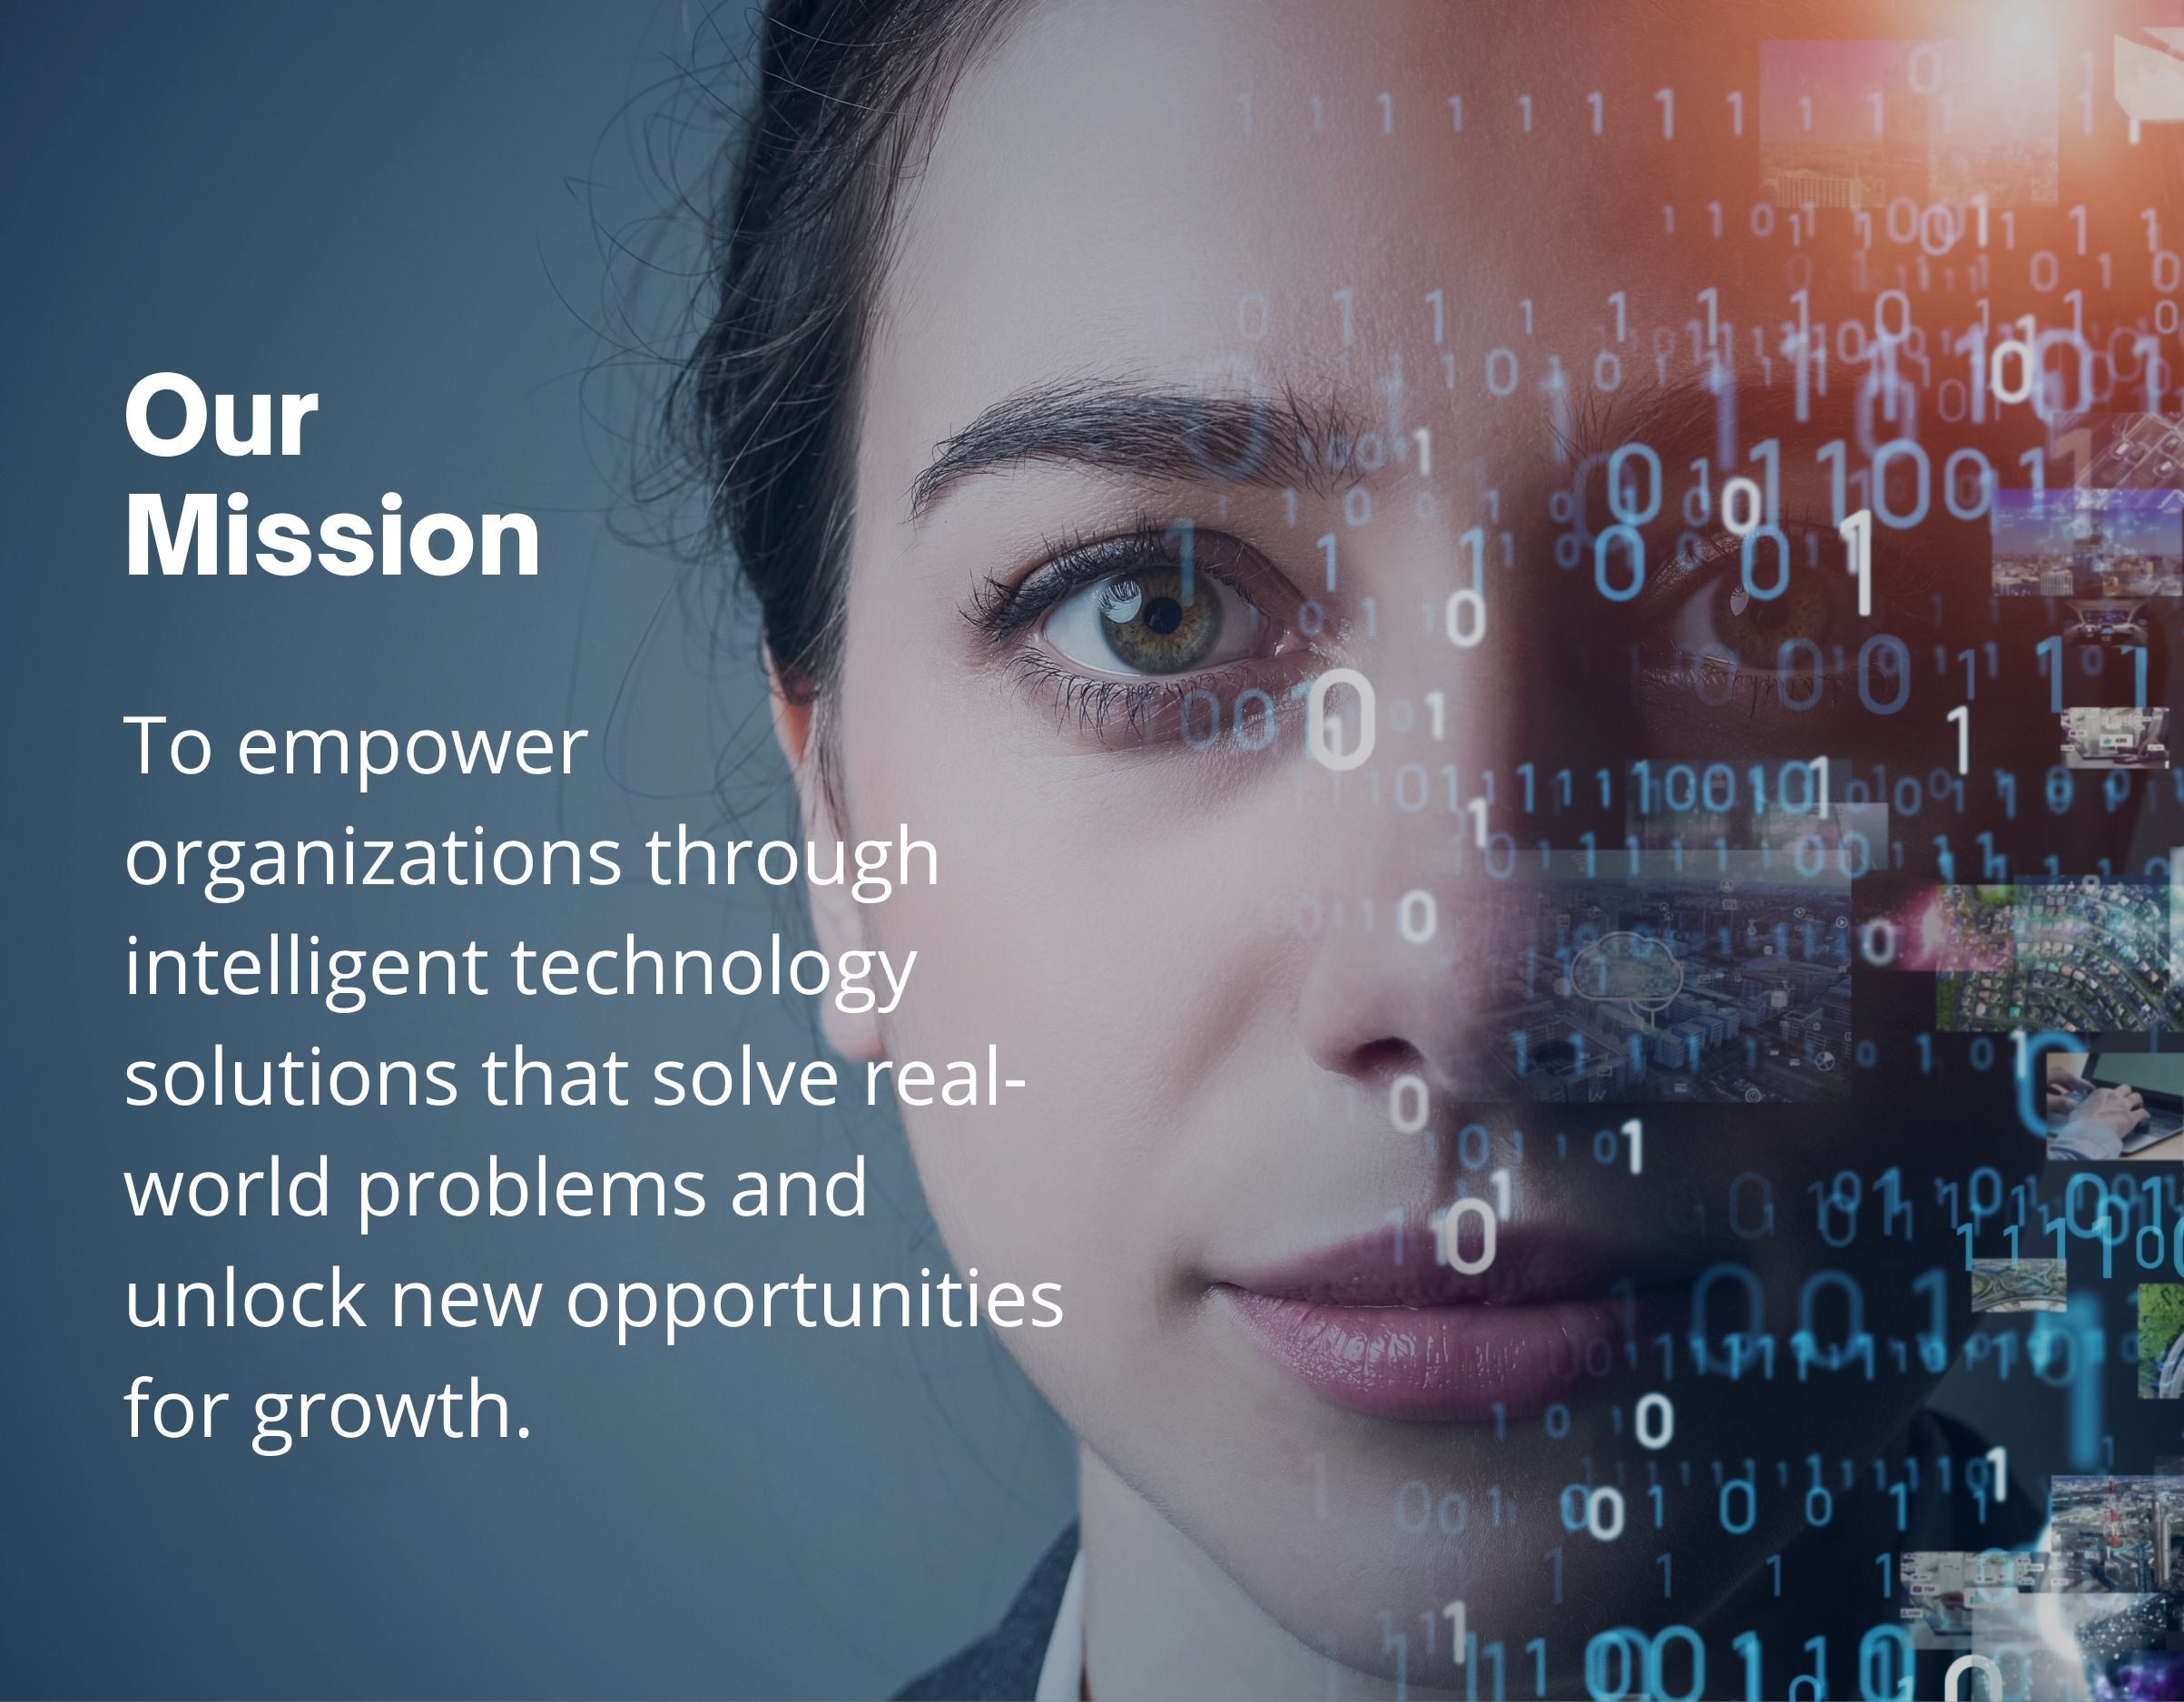 Our
Mission
To empower
organizations through
intelligent technology
solutions that solve real-
world problems and
unlock new opportunities
for growth.